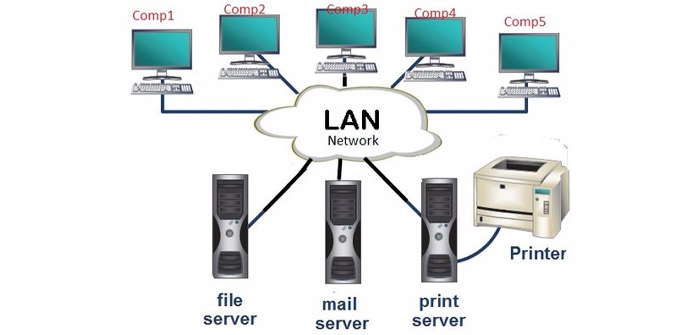 Comp1
Comp2
Comp3
Comp4
Comp5
LAN
Network
Printer
file
server
mail
server
print
server